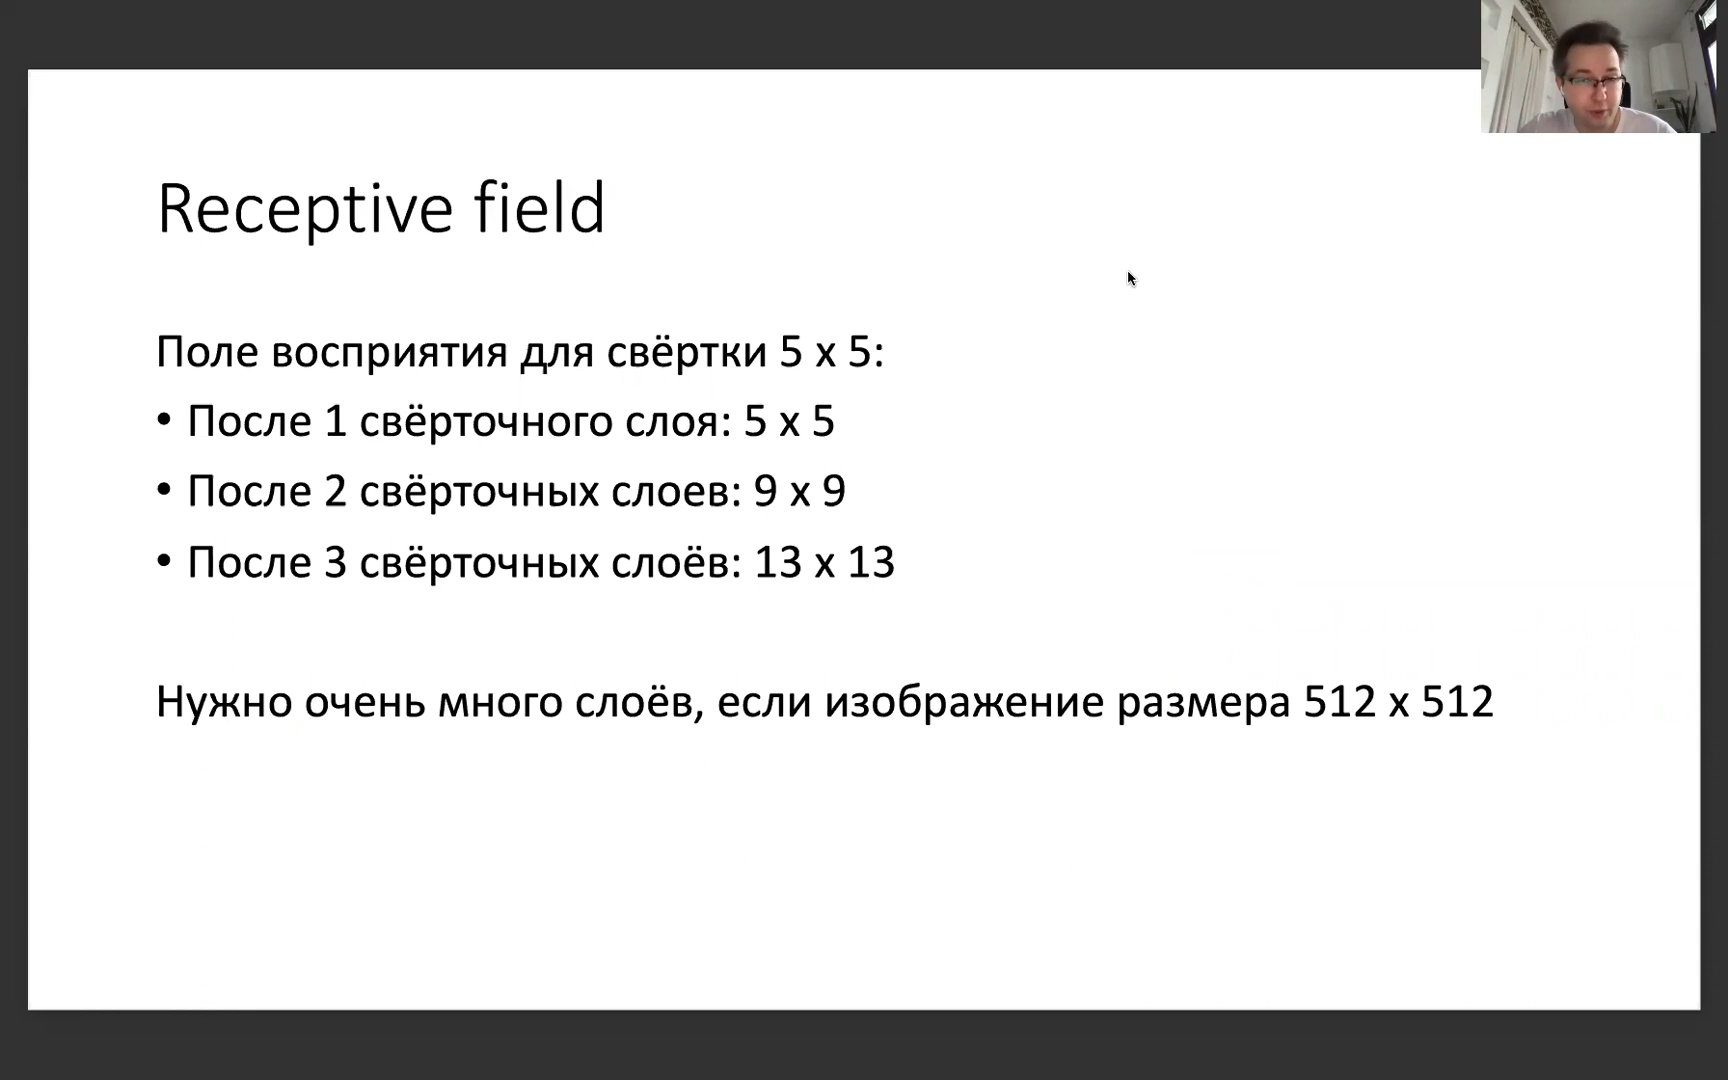 Receptive field
Поле восприятия для свёртки 5 x 5:
• После 1 свёрточного слоя: 5 x 5
• После 2 свёрточных слоев: 9 x 9
• После 3 свёрточных слоёв: 13 x 13
Нужно очень много слоёв, если изображение размера 512 x 512